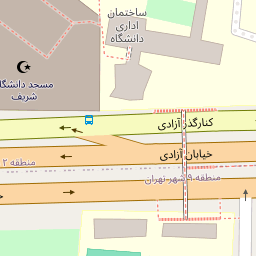 ساختمان
اداری
دانشگاه
مسجد دانشگاه
شریف
کنارگذر آزادی
خیابان آزادی
منطقه ۲
منطقه ۹ شهر تهران